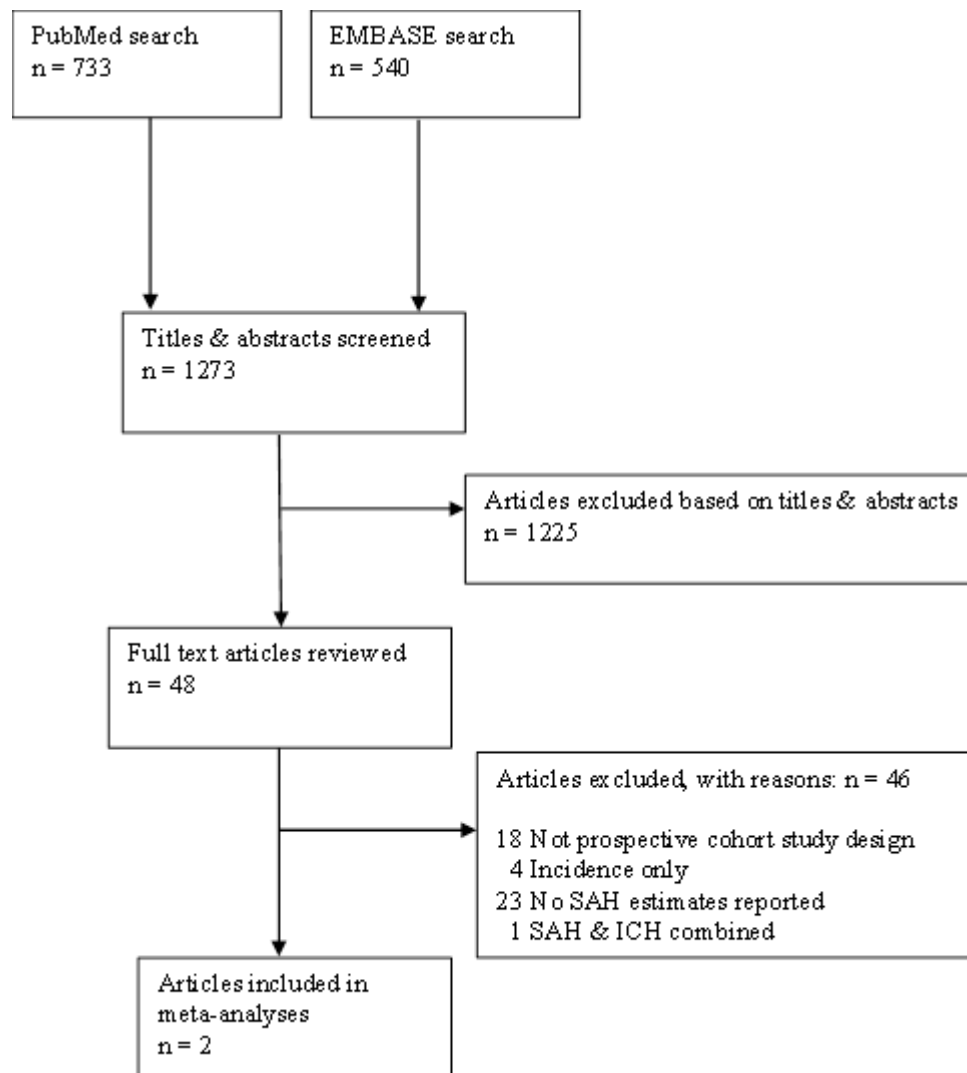 PubMed search
n = 733
EMBASE search
n = 540
Titles & abstracts screened
n = 1273
Articles excluded based on titles & abstracts
n = 1225
Full text articles reviewed
n = 48
Articles excluded, with reasons: n = 46
18 Not prospective cohort study design
4 Incidence only
23 No SAH estimates reported
1 SAH & ICH combined
Articles included in
meta-analyses
n = 2